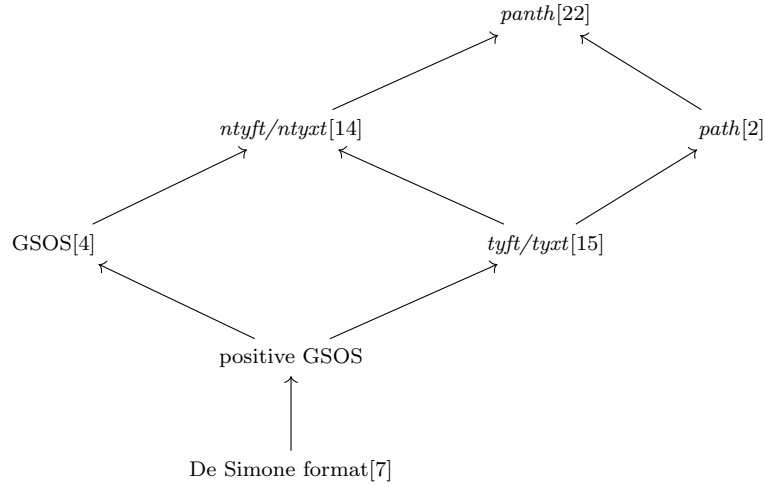 panth[22]
ntyft/ntyxt[14]
path[2]
GSOS[4]
tyft/tyxt[15]
positive GSOS
De Simone format[7]